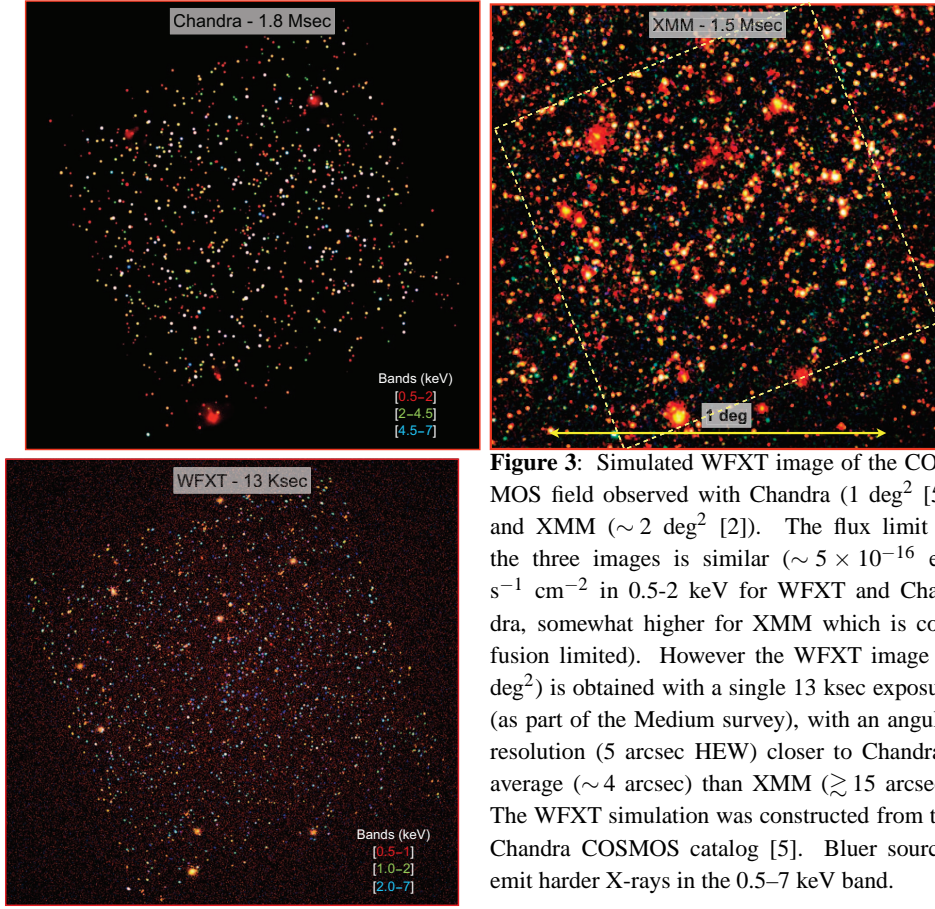 Chandra - 1.8 Msec
Bands (keV)
[0.5–2]
[2–4.5]
[4.5–7]
XMM - 1.5 Msec
1 deg
WFXT - 13 Ksec
Bands (keV)
[0.5–1]
[1.0–2]
[2.0–7]
Figure 3: Simulated WFXT image of the CO
MOS field observed with Chandra (1 deg² [5
and XMM (∼ 2 deg² [2]). The flux limit
the three images is similar (∼ 5 × 10⁻¹⁶ e
s⁻¹ cm⁻² in 0.5-2 keV for WFXT and Cha
dra, somewhat higher for XMM which is co
fusion limited). However the WFXT image
deg²) is obtained with a single 13 ksec exposu
(as part of the Medium survey), with an angul
resolution (5 arcsec HEW) closer to Chandra
average (∼ 4 arcsec) than XMM (≳ 15 arcsec
The WFXT simulation was constructed from t
Chandra COSMOS catalog [5]. Bluer sourc
emit harder X-rays in the 0.5–7 keV band.